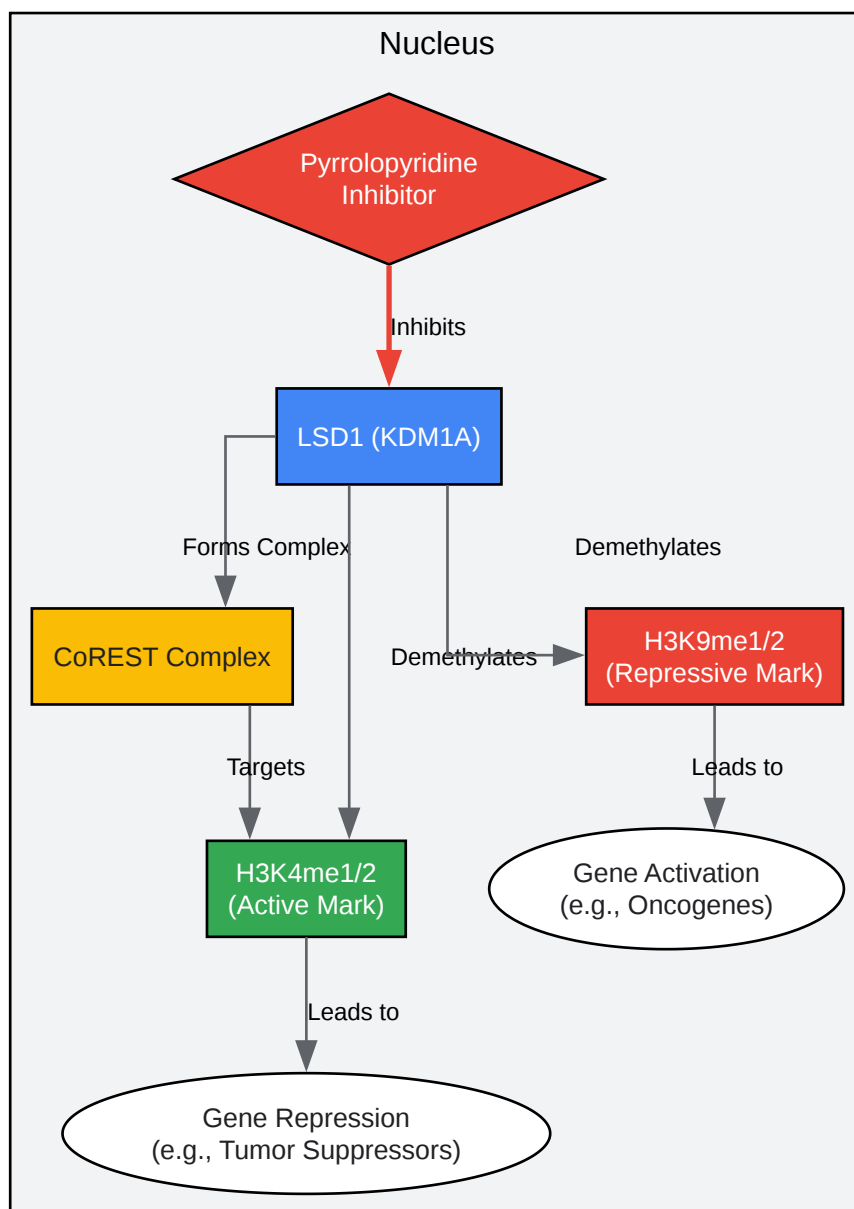 Nucleus
Pyrrolopyridine
Inhibitor
Inhibits
LSD1 (KDM1A)
Forms Complex
Demethylates
CoREST Complex
Demethylates
H3K9me1/2
(Repressive Mark)
Targets
Leads to
H3K4me1/2
(Active Mark)
Gene Activation
(e.g., Oncogenes)
Leads to
Gene Repression
(e.g., Tumor Suppressors)